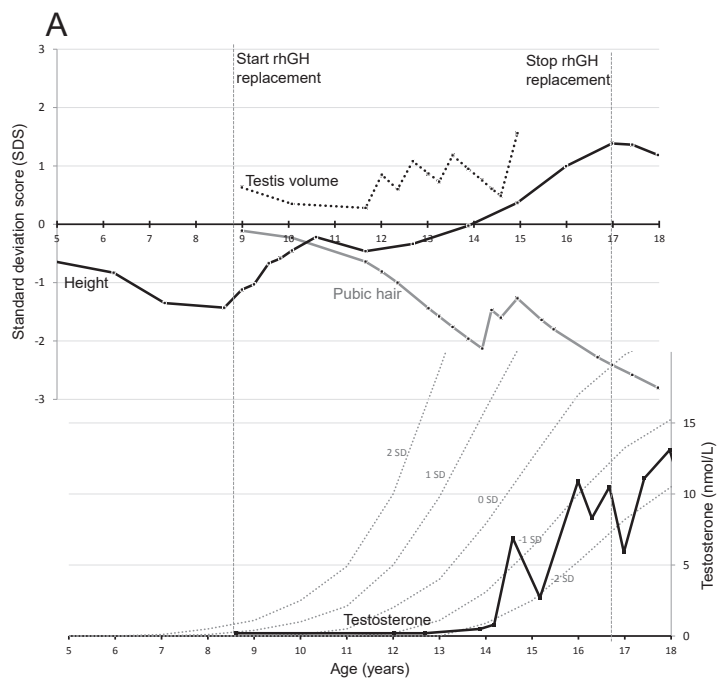 A
3
Start rhGH
replacement
Stop rhGH
replacement
2
1
Testis volume
0
5 6 7 8 9 10 11 12 13 14 15 16 17 18
Height
Pubic hair
-1
-2
-3
Standard deviation score (SDS)
2 SD
1 SD
0 SD
-1 SD
-2 SD
Testosterone
15
10
5
0
Testosterone (nmol/L)
5 6 7 8 9 10 11 12 13 14 15 16 17 18
Age (years)